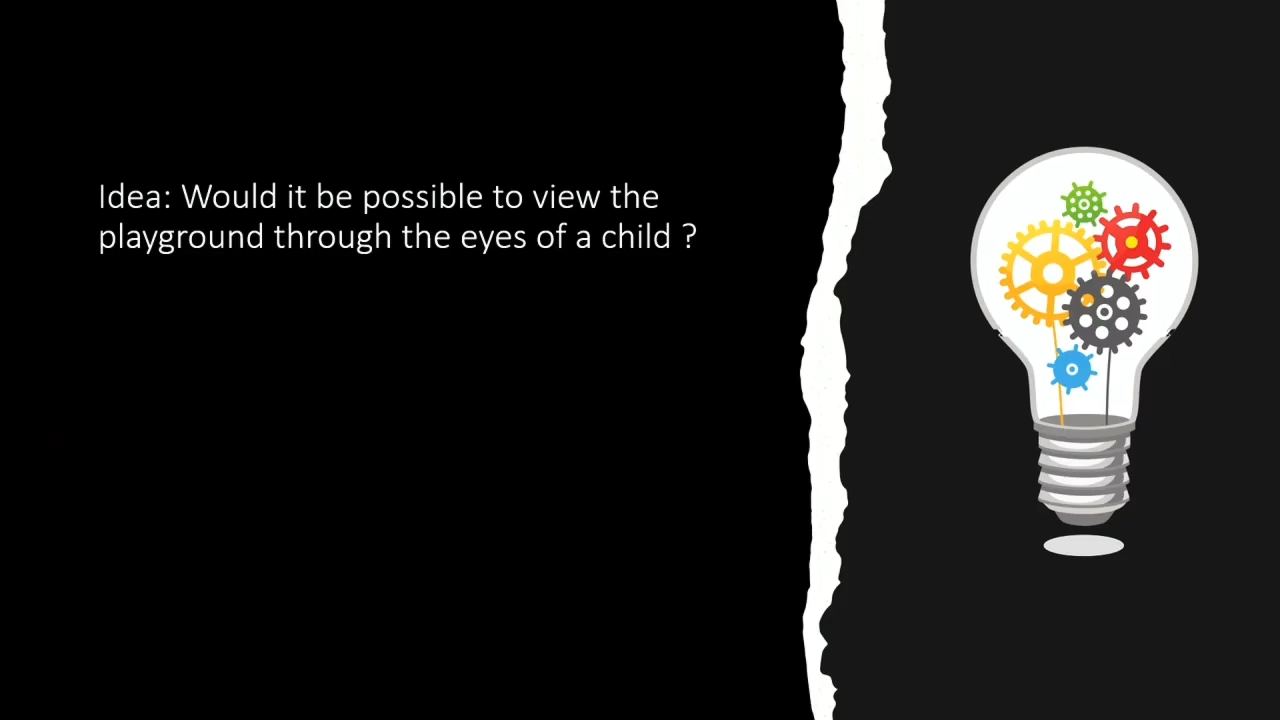 Idea: Would it be possible to view the
playground through the eyes of a child ?